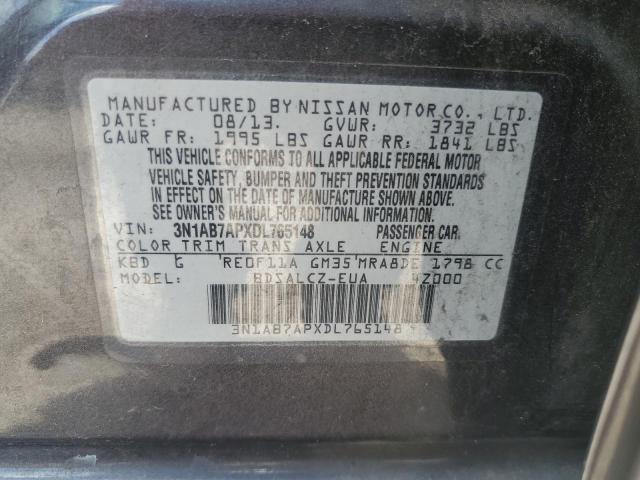 MANUFACTURED BY NISSAN MOTOR CO., LTD.
DATE: 08/13. GVWR: 3732 LBS
GAWR FR: 1995 LBS GAWR RR: 1841 LBS
THIS VEHICLE CONFORMS TO ALL APPLICABLE FEDERAL MOTOR
VEHICLE SAFETY, BUMPER AND THEFT PREVENTION STANDARDS
IN EFFECT ON THE DATE OF MANUFACTURE SHOWN ABOVE.
SEE OWNER'S MANUAL FOR ADDITIONAL INFORMATION.
VIN: 3N1AB7APXDL765148 PASSENGER CAR.
COLOR TRIM TRANS AXLE ENGINE
KBD G RE0F11A GM35 MRA8DE 1798 CC
MODEL: BDSALCZ-EUA 4Z000
3N1AB7APXDL765148